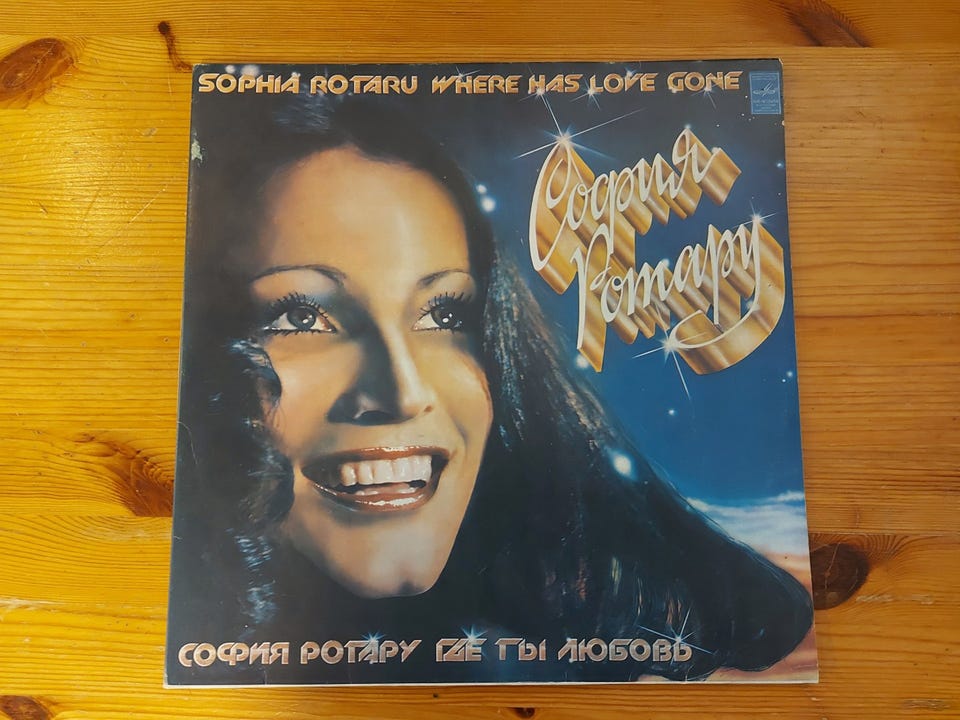 SOPHIA ROTARU WHERE HAS LOVE GONE
София
Ротару
СОФИЯ РОТАРУ ГДЕ ТЫ ЛЮБОВЬ